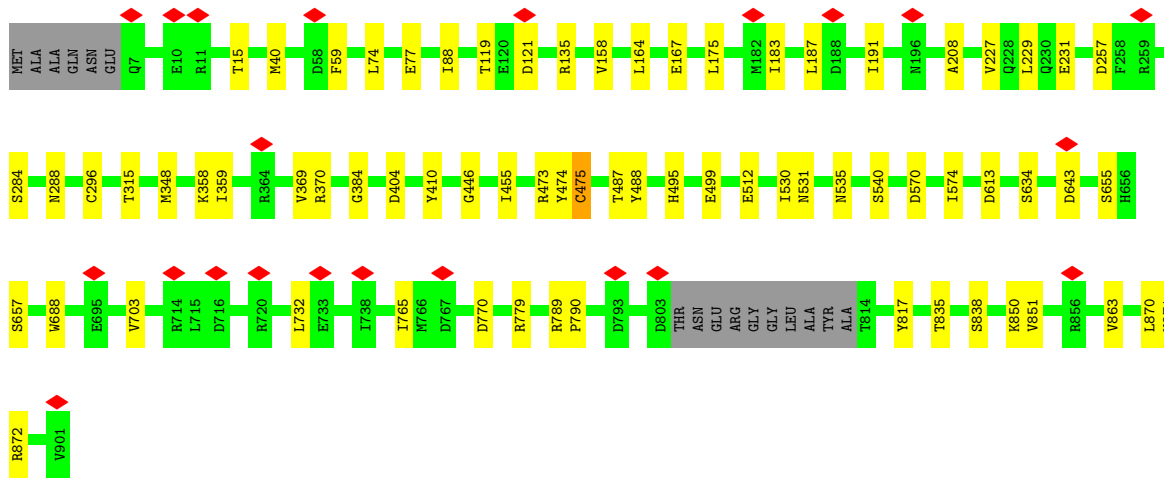 MET ALA ALA GLN ASN GLU Q7 E10 R11 T15 M40 D58 F59 L74 E77 I88 T119 E120 D121 R135 V158 L164 E167 L175 M182 I183 L187 D188 I191 N196 A208 V227 Q228 L229 Q230 E231 D257 F258 R259
S284 N288 C296 T315 M348 K358 I359 R364 V369 R370 G384 D404 Y410 G446 I455 R473 Y474 C475 T487 Y488 H495 E499 E512 I530 N531 N535 S540 D570 I574 D613 S634 D643 S655 H656
S657 W688 E695 V703 R714 L715 D716 R720 L732 E733 I738 I765 M766 D767 D770 R779 R789 P790 D793 D803 THR ASN GLU ARG GLY GLY LEU ALA TYR ALA T814 Y817 T835 S838 K850 V851 R856 V863 L870
R872 V901